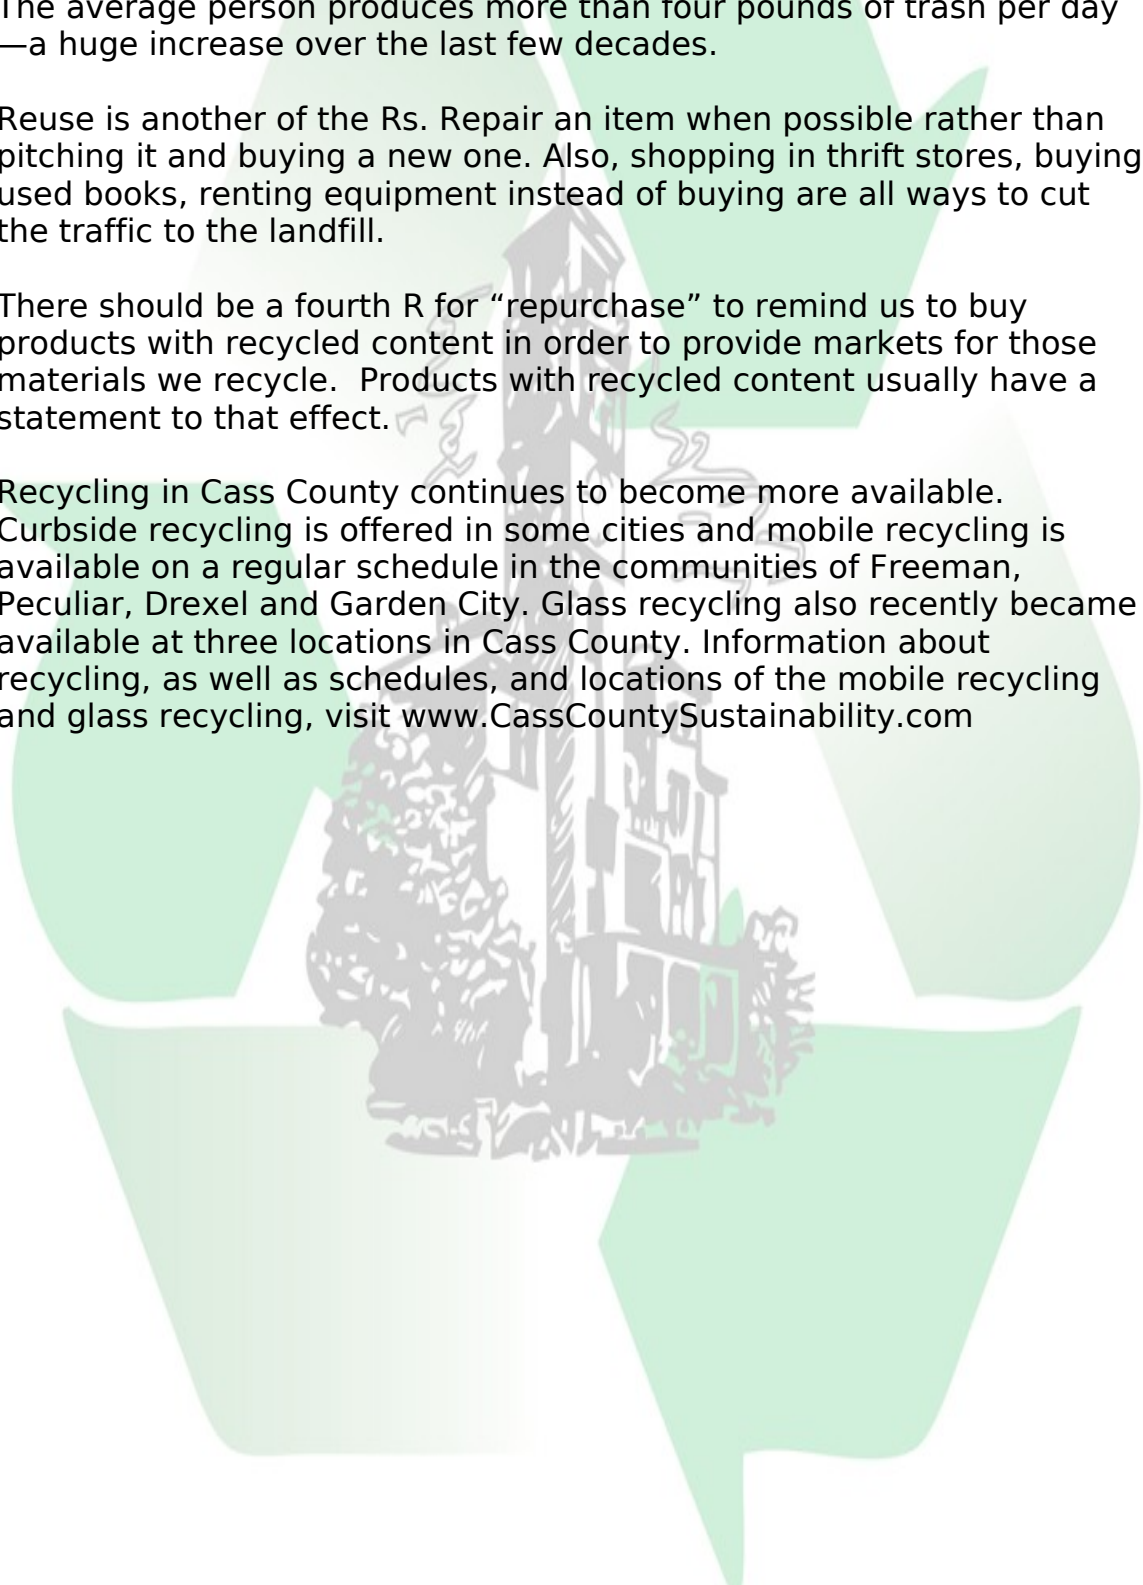 The average person produces more than four pounds of trash per day
—a huge increase over the last few decades.
Reuse is another of the Rs. Repair an item when possible rather than
pitching it and buying a new one. Also, shopping in thrift stores, buying
used books, renting equipment instead of buying are all ways to cut
the traffic to the landfill.
There should be a fourth R for “repurchase” to remind us to buy
products with recycled content in order to provide markets for those
materials we recycle.  Products with recycled content usually have a
statement to that effect.
Recycling in Cass County continues to become more available.
Curbside recycling is offered in some cities and mobile recycling is
available on a regular schedule in the communities of Freeman,
Peculiar, Drexel and Garden City. Glass recycling also recently became
available at three locations in Cass County. Information about
recycling, as well as schedules, and locations of the mobile recycling
and glass recycling, visit www.CassCountySustainability.com